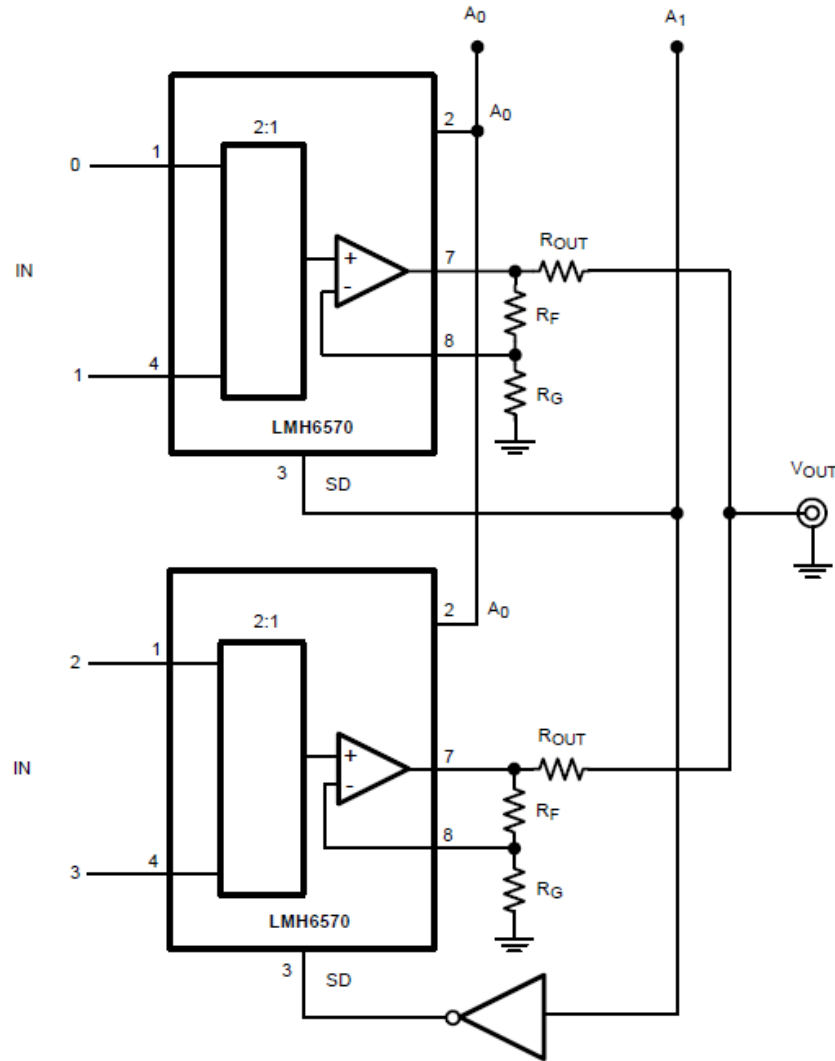 A0 A1
2 A0
2:1
0 1
ROUT
+ 7
IN
-
RF
8
1 4
RG
LMH6570
3 SD
VOUT
2 A0
2:1
2 1
ROUT
+ 7
IN
-
RF
8
3 4
RG
LMH6570
3 SD